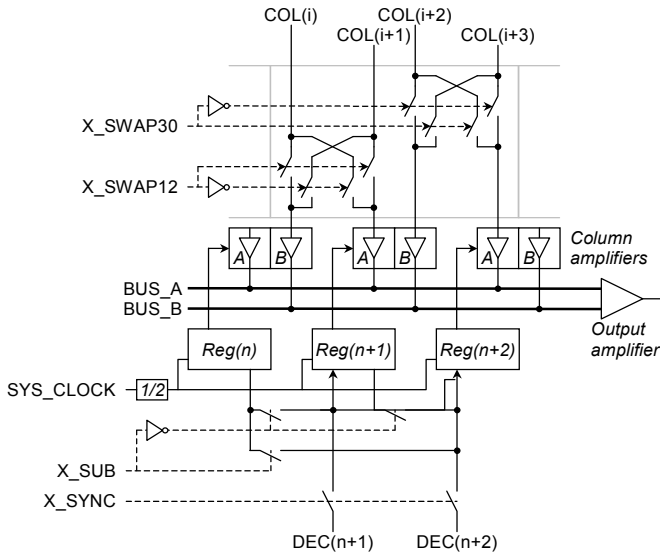 COL(i)
COL(i+2)
COL(i+1)
COL(i+3)
X_SWAP30
X_SWAP12
A
B
A
B
A
B
Column
amplifiers
BUS_A
BUS_B
Output
amplifier
Reg(n)
Reg(n+1)
Reg(n+2)
SYS_CLOCK
1/2
X_SUB
X_SYNC
DEC(n+1)
DEC(n+2)